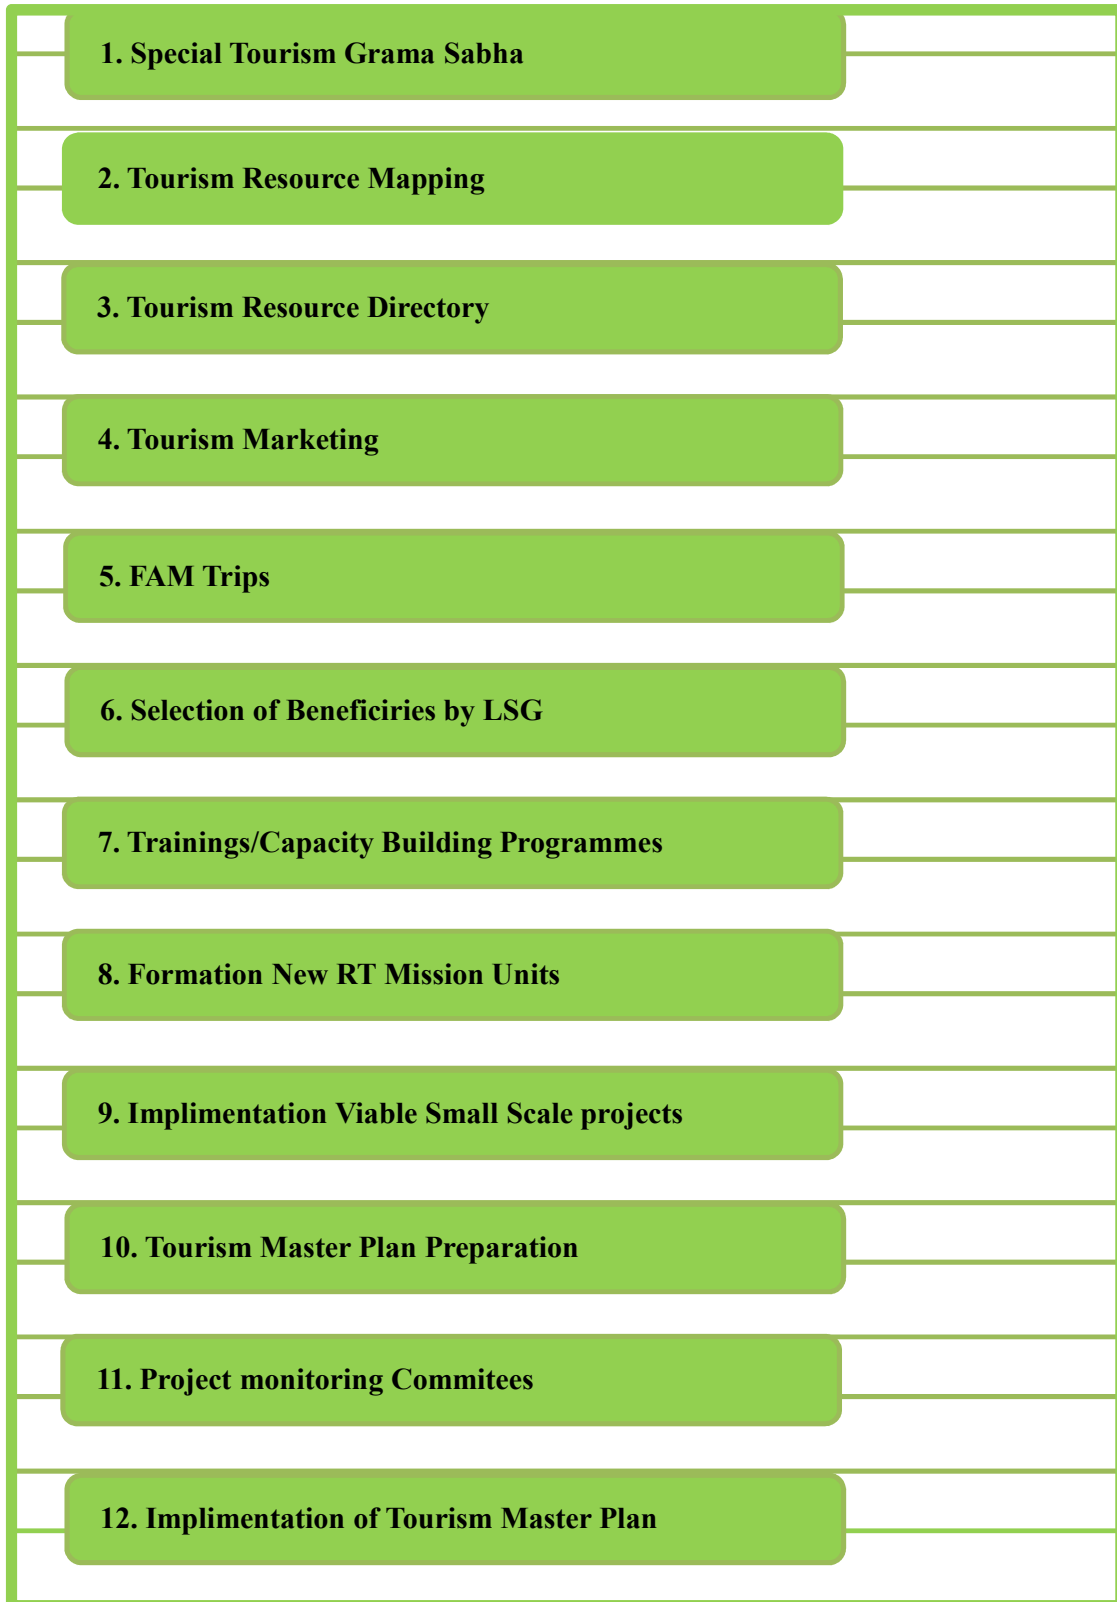 1. Special Tourism Grama Sabha
2. Tourism Resource Mapping
3. Tourism Resource Directory
4. Tourism Marketing
5. FAM Trips
6. Selection of Beneficiries by LSG
7. Trainings/Capacity Building Programmes
8. Formation New RT Mission Units
9. Implimentation Viable Small Scale projects
10. Tourism Master Plan Preparation
11. Project monitoring Commitees
12. Implimentation of Tourism Master Plan